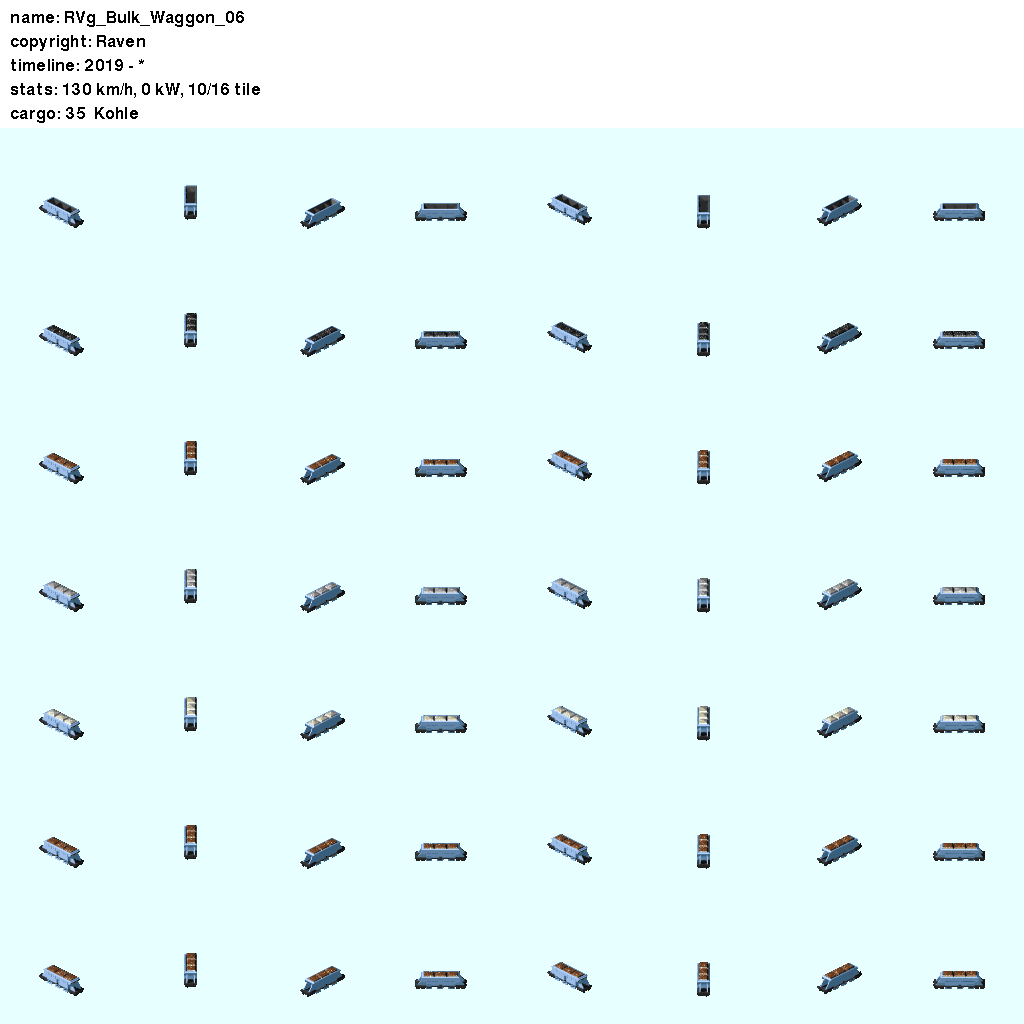 name: RVg_Bulk_Waggon_06
copyright: Raven
timeline: 2019 - *
stats: 130 km/h, 0 kW, 10/16 tile
cargo: 35 Kohle